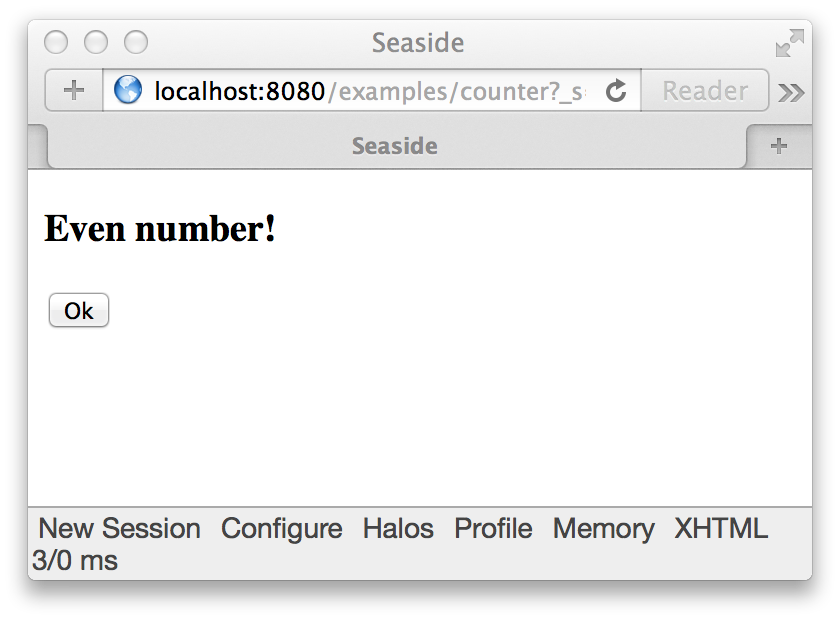 Seaside
localhost:8080/examples/counter?_s
Reader
Seaside
Even number!
Ok
New Session Configure Halos Profile Memory XHTML
3/0 ms